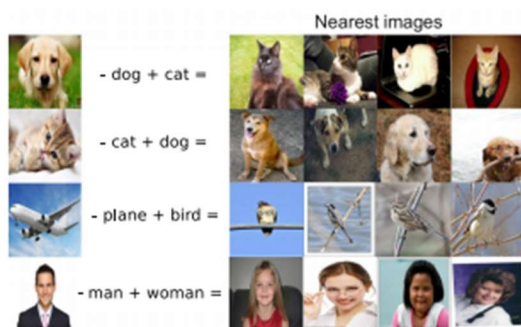 Nearest images
- dog + cat =
- cat + dog =
- plane + bird =
- man + woman =